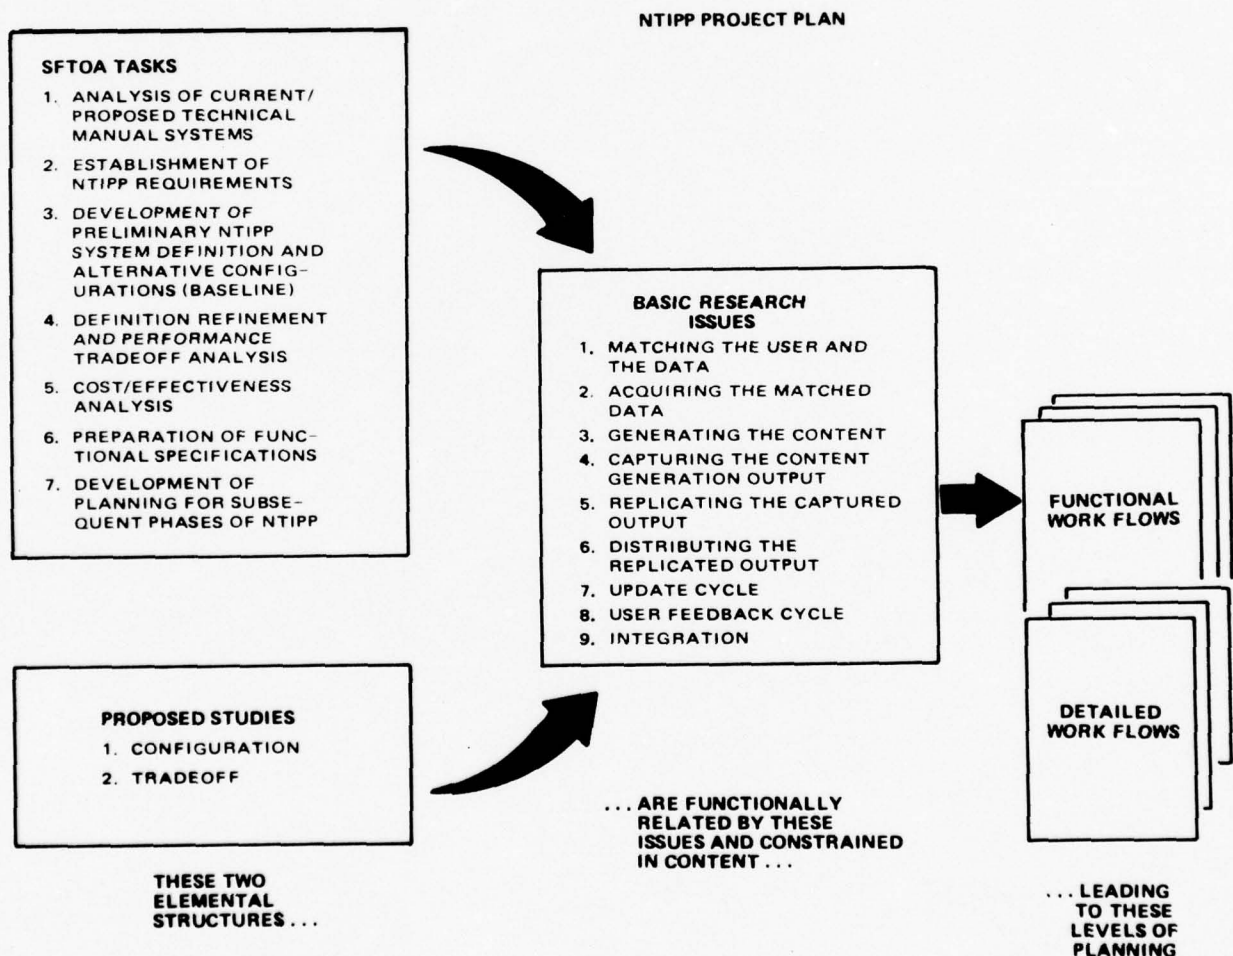 NTIPP PROJECT PLAN
SFTOA TASKS
1. ANALYSIS OF CURRENT/
PROPOSED TECHNICAL
MANUAL SYSTEMS
2. ESTABLISHMENT OF
NTIPP REQUIREMENTS
3. DEVELOPMENT OF
PRELIMINARY NTIPP
SYSTEM DEFINITION AND
ALTERNATIVE CONFIG-
URATIONS (BASELINE)
4. DEFINITION REFINEMENT
AND PERFORMANCE
TRADEOFF ANALYSIS
5. COST/EFFECTIVENESS
ANALYSIS
6. PREPARATION OF FUNC-
TIONAL SPECIFICATIONS
7. DEVELOPMENT OF
PLANNING FOR SUBSE-
QUENT PHASES OF NTIPP
PROPOSED STUDIES
1. CONFIGURATION
2. TRADEOFF
THESE TWO
ELEMENTAL
STRUCTURES ...
BASIC RESEARCH
ISSUES
1. MATCHING THE USER AND
THE DATA
2. ACQUIRING THE MATCHED
DATA
3. GENERATING THE CONTENT
4. CAPTURING THE CONTENT
GENERATION OUTPUT
5. REPLICATING THE CAPTURED
OUTPUT
6. DISTRIBUTING THE
REPLICATED OUTPUT
7. UPDATE CYCLE
8. USER FEEDBACK CYCLE
9. INTEGRATION
... ARE FUNCTIONALLY
RELATED BY THESE
ISSUES AND CONSTRAINED
IN CONTENT ...
FUNCTIONAL
WORK FLOWS
DETAILED
WORK FLOWS
... LEADING
TO THESE
LEVELS OF
PLANNING